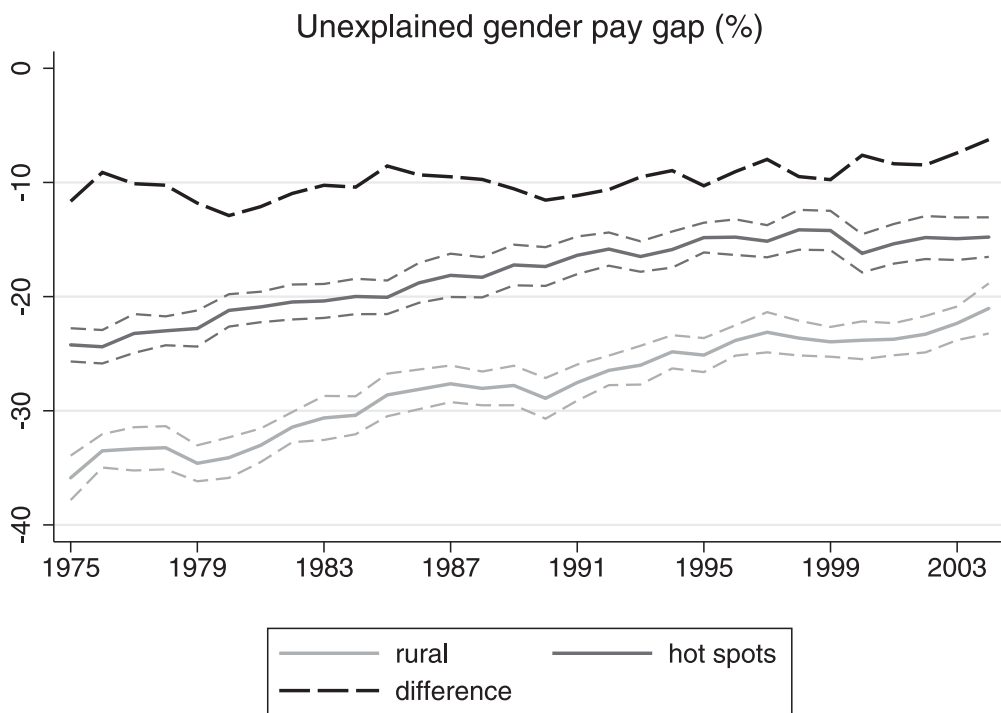 Unexplained gender pay gap (%)
0
-10
-20
-30
-40
1975 1979 1983 1987 1991 1995 1999 2003
rural hot spots
difference